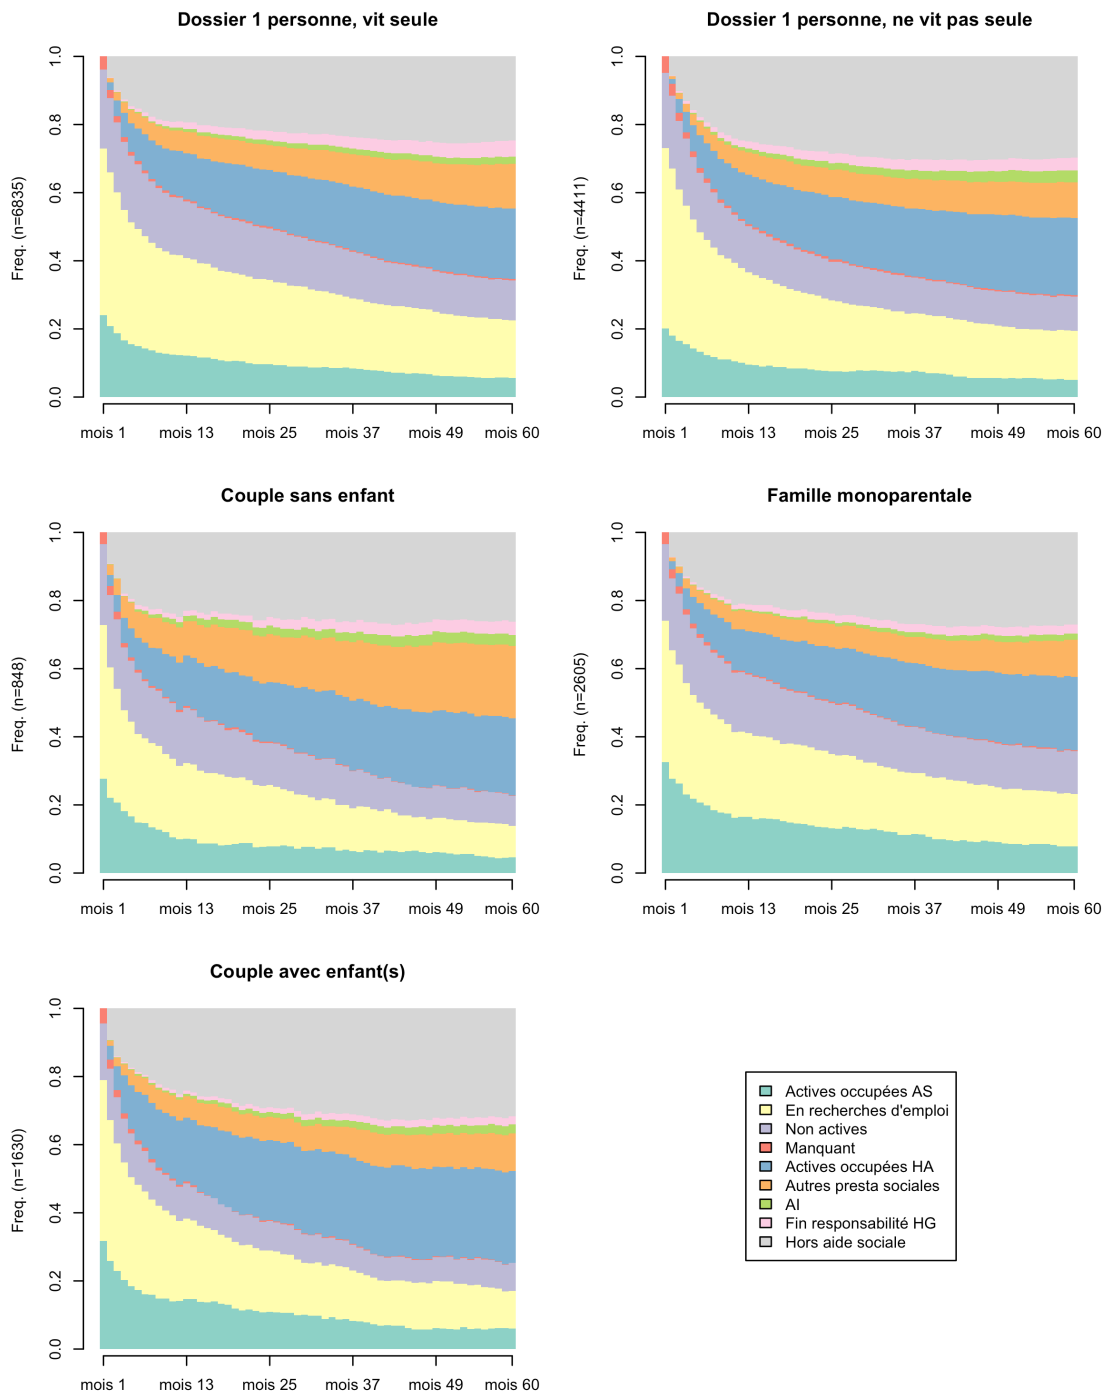 Dossier 1 personne, vit seule
Freq. (n=6835)
1.0
0.8
0.6
0.4
0.2
0.0
mois 1 mois 13 mois 25 mois 37 mois 49 mois 60
Dossier 1 personne, ne vit pas seule
Freq. (n=4411)
1.0
0.8
0.6
0.4
0.2
0.0
mois 1 mois 13 mois 25 mois 37 mois 49 mois 60
Couple sans enfant
Freq. (n=848)
1.0
0.8
0.6
0.4
0.2
0.0
mois 1 mois 13 mois 25 mois 37 mois 49 mois 60
Famille monoparentale
Freq. (n=2605)
1.0
0.8
0.6
0.4
0.2
0.0
mois 1 mois 13 mois 25 mois 37 mois 49 mois 60
Couple avec enfant(s)
Freq. (n=1630)
1.0
0.8
0.6
0.4
0.2
0.0
mois 1 mois 13 mois 25 mois 37 mois 49 mois 60
Actives occupées AS
En recherches d'emploi
Non actives
Manquant
Actives occupées HA
Autres presta sociales
AI
Fin responsabilité HG
Hors aide sociale